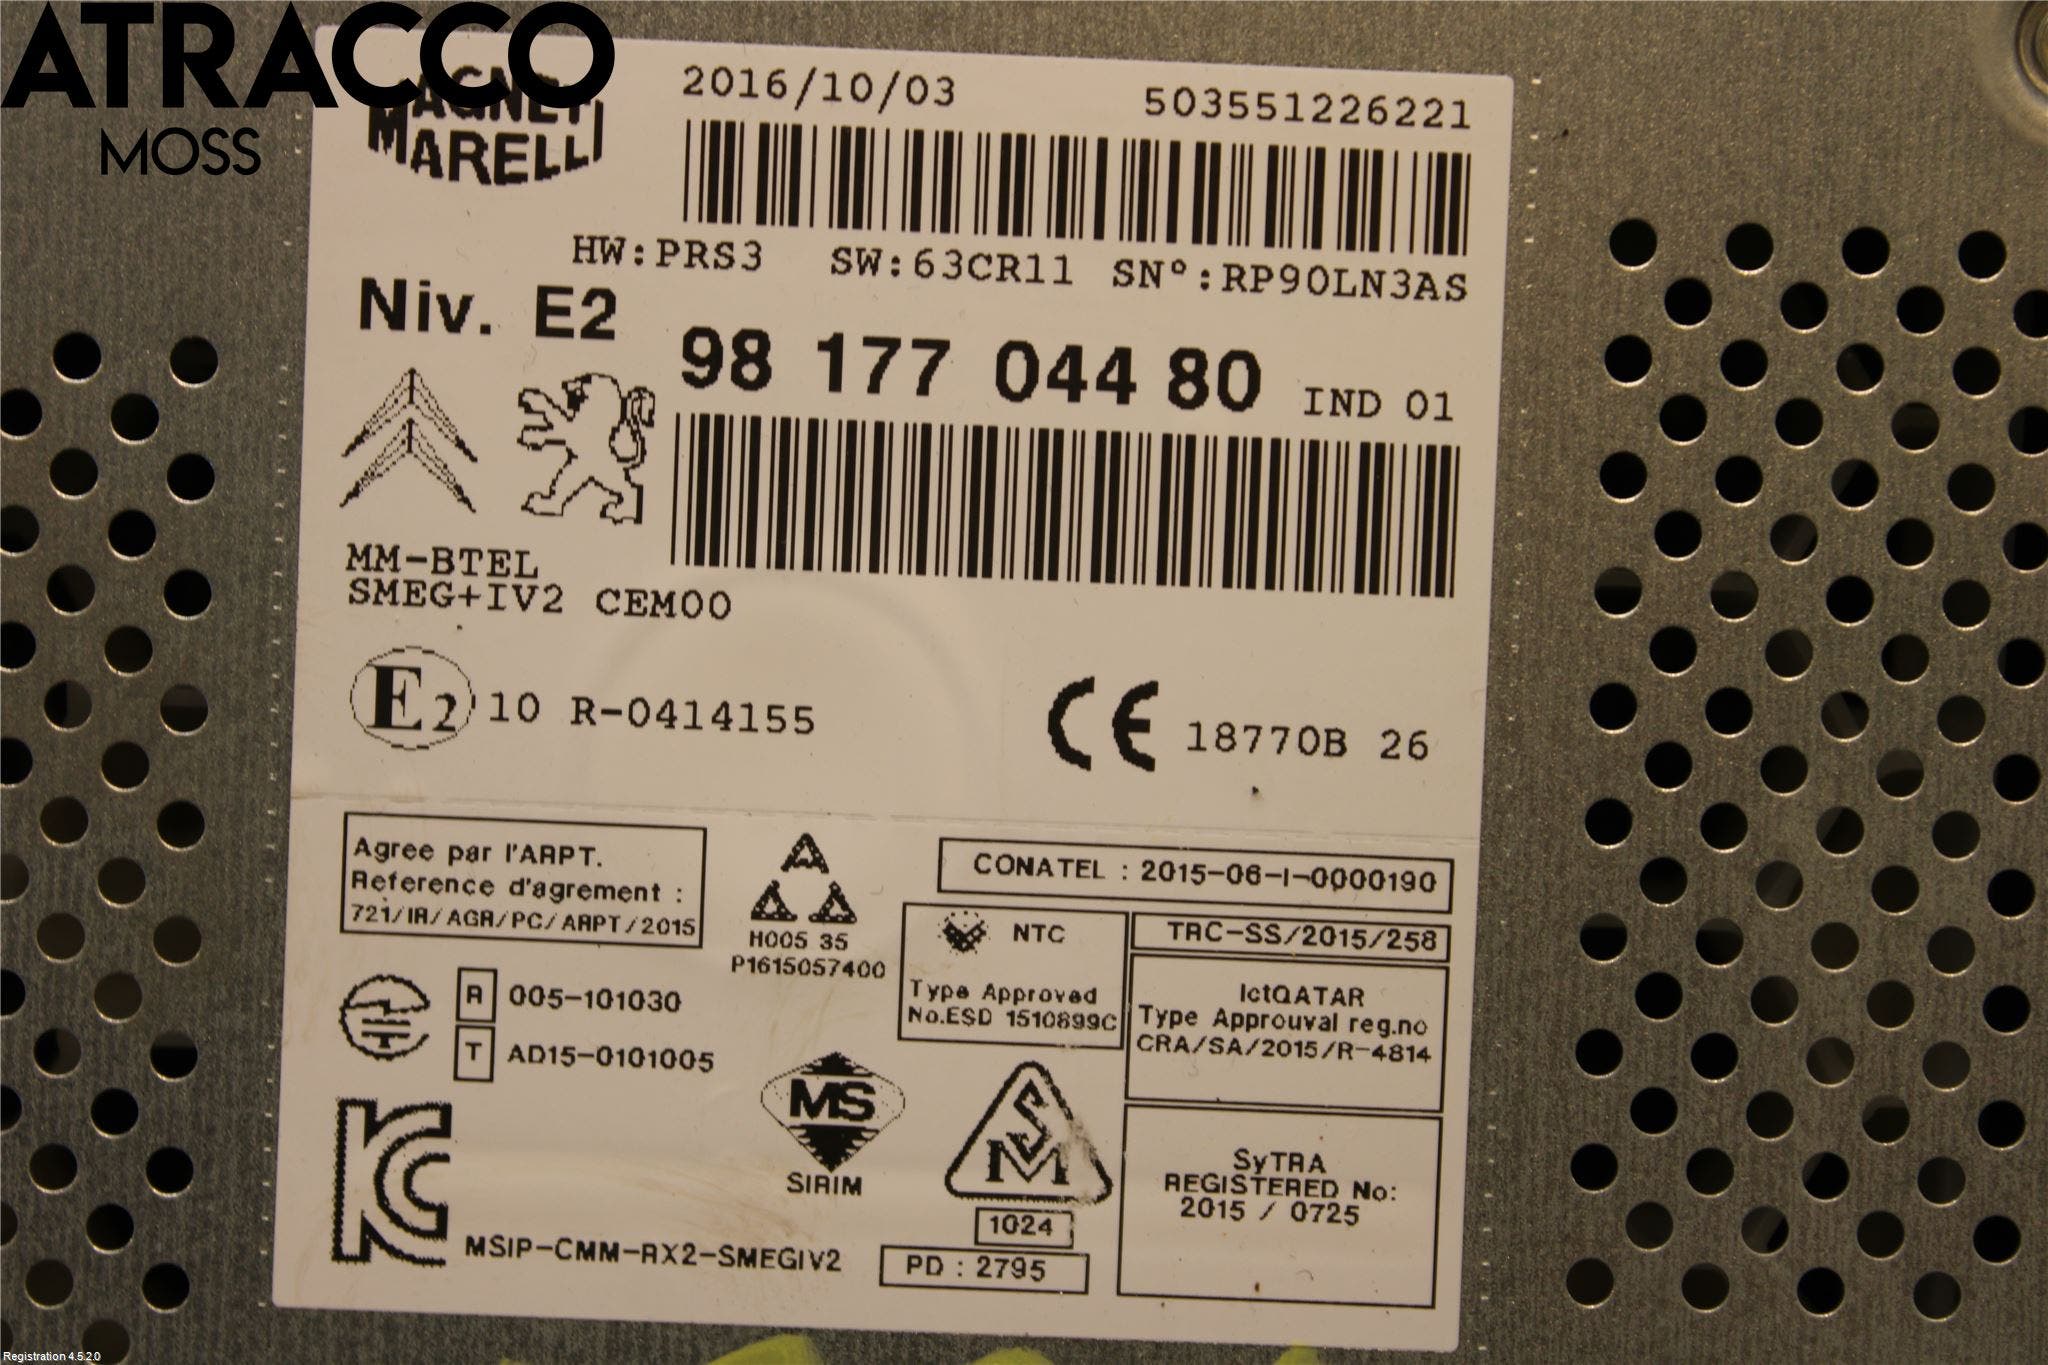 ATRACCO
MOSS
MAGNETI
MARELLI
2016/10/03
503551226221
HW:PRS3 SW:63CR11 SN°:RP90LN3AS
Niv. E2
98 177 044 80 IND 01
MM-BTEL
SMEG+IV2 CEM00
E2 10 R-0414155
CE 18770B 26
Agree par l'ARPT.
Reference d'agrement :
721/IR/AGR/PC/ARPT/2015
H005 35
P1615057400
CONATEL : 2015-06-I-0000190
NTC
Type Approved
No.ESD 1510899C
TRC-SS/2015/258
IctQATAR
Type Approuval reg.no
CRA/SA/2015/R-4814
R 005-101030
T AD15-0101005
MS
SIRIM
SM
1024
PD : 2795
SyTRA
REGISTERED No:
2015 / 0725
KC MSIP-CMM-RX2-SMEGIV2
Registration 4.5.2.0